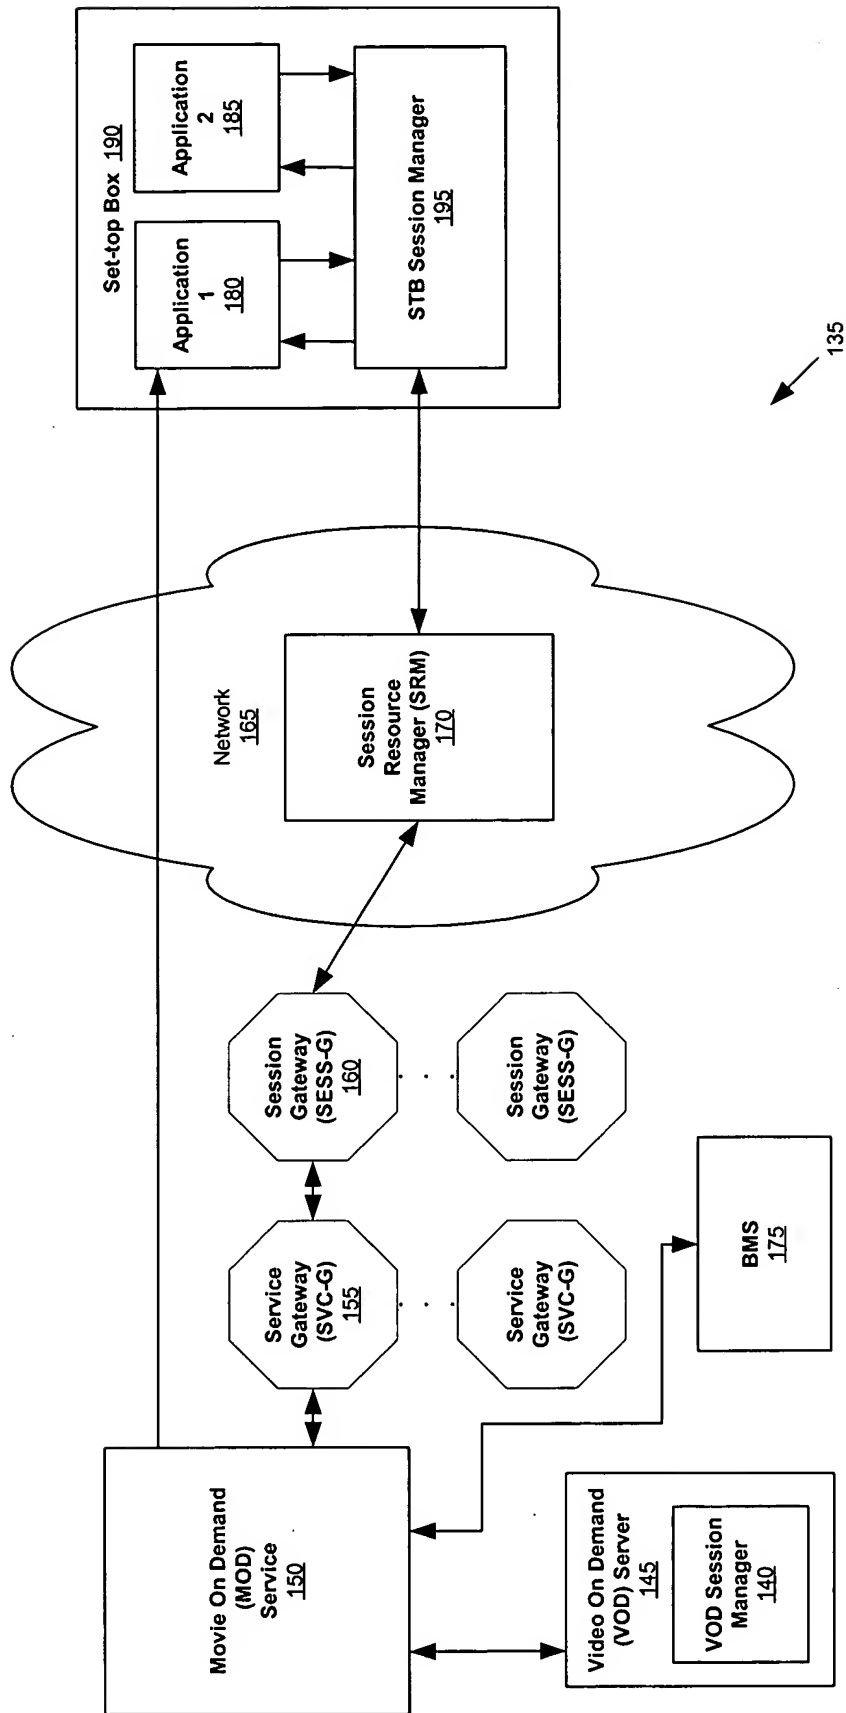 Movie On Demand
(MOD)
Service
150
Video On Demand
(VOD) Server
145
VOD Session
Manager
140
Service
Gateway
(SVC-G)
155
. . .
Service
Gateway
(SVC-G)
BMS
175
Session
Gateway
(SESS-G)
160
. . .
Session
Gateway
(SESS-G)
Network
165
Session
Resource
Manager (SRM)
170
Set-top Box 190
Application
1
180
Application
2
185
STB Session Manager
195
135